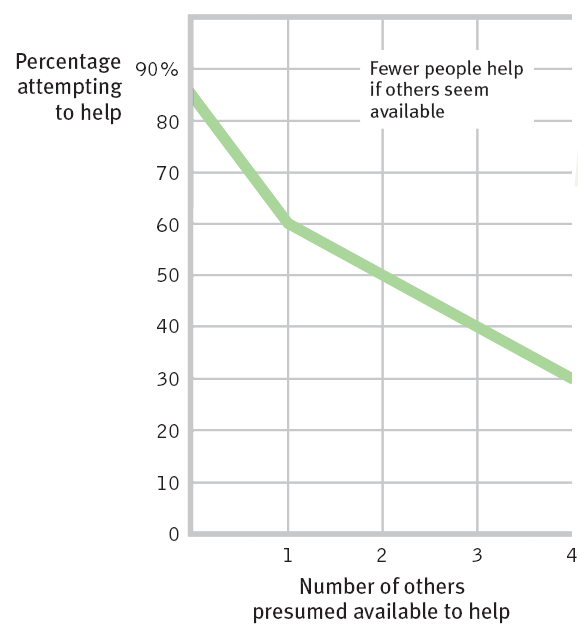 Percentage
attempting
to help
90%
80
70
60
50
40
30
20
10
0
Fewer people help
if others seem
available
1 2 3 4
Number of others
presumed available to help